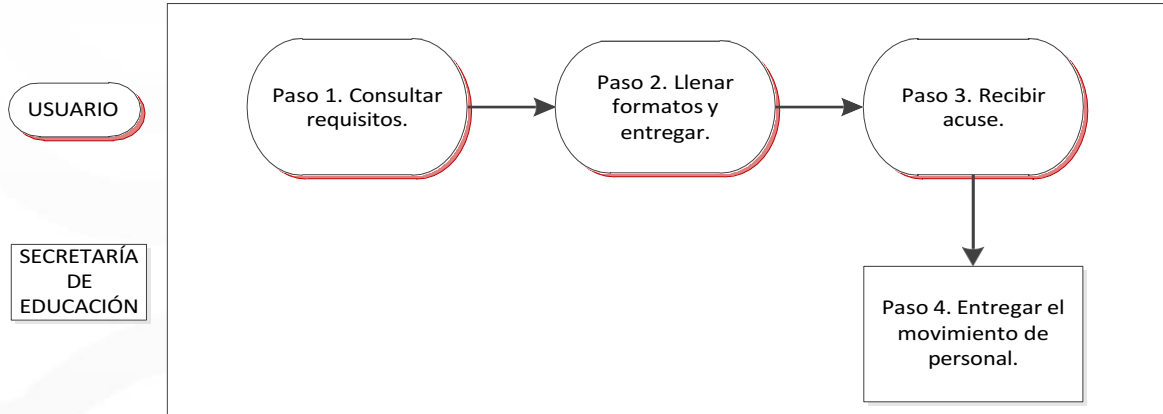 USUARIO
Paso 1. Consultar
requisitos.
Paso 2. Llenar
formatos y
entregar.
Paso 3. Recibir
acuse.
SECRETARÍA
DE
EDUCACIÓN
Paso 4. Entregar el
movimiento de
personal.